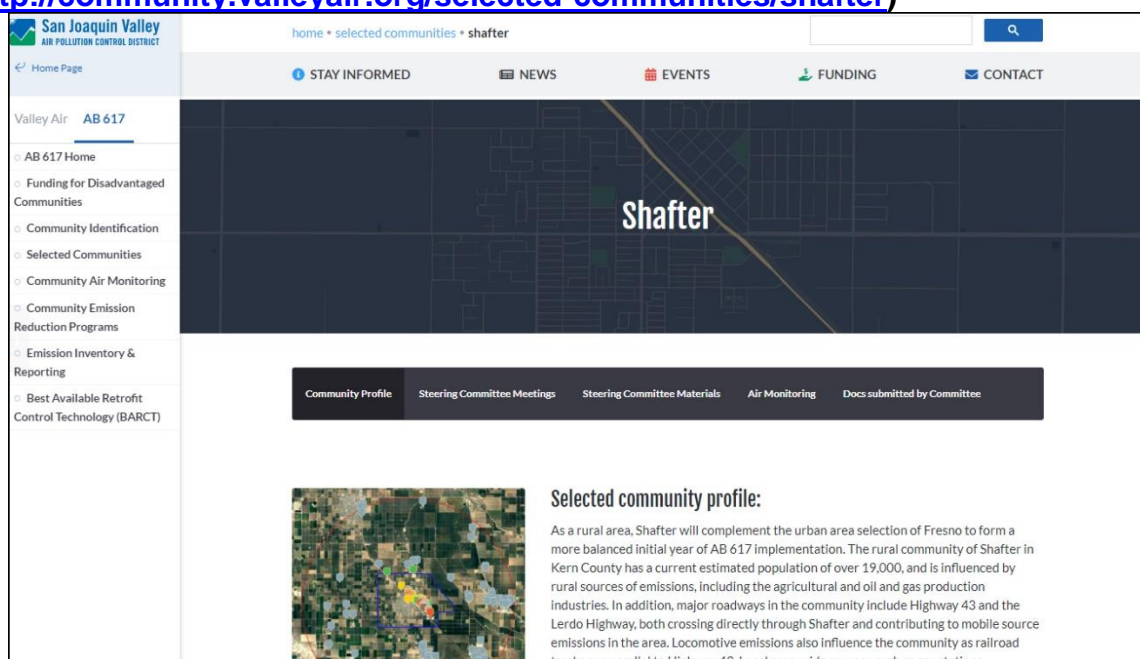 tp://community.valleyair.org/selected-communities/shafter)
San Joaquin Valley
AIR POLLUTION CONTROL DISTRICT
Home Page
home • selected communities • shafter
STAY INFORMED
NEWS
EVENTS
FUNDING
CONTACT
Valley Air AB 617
AB 617 Home
Funding for Disadvantaged
Communities
Community Identification
Selected Communities
Community Air Monitoring
Community Emission
Reduction Programs
Emission Inventory &
Reporting
Best Available Retrofit
Control Technology (BARCT)
Shafter
Community Profile
Steering Committee Meetings
Steering Committee Materials
Air Monitoring
Docs submitted by Committee
Selected community profile:
As a rural area, Shafter will complement the urban area selection of Fresno to form a
more balanced initial year of AB 617 implementation. The rural community of Shafter in
Kern County has a current estimated population of over 19,000, and is influenced by
rural sources of emissions, including the agricultural and oil and gas production
industries. In addition, major roadways in the community include Highway 43 and the
Lerdo Highway, both crossing directly through Shafter and contributing to mobile source
emissions in the area. Locomotive emissions also influence the community as railroad